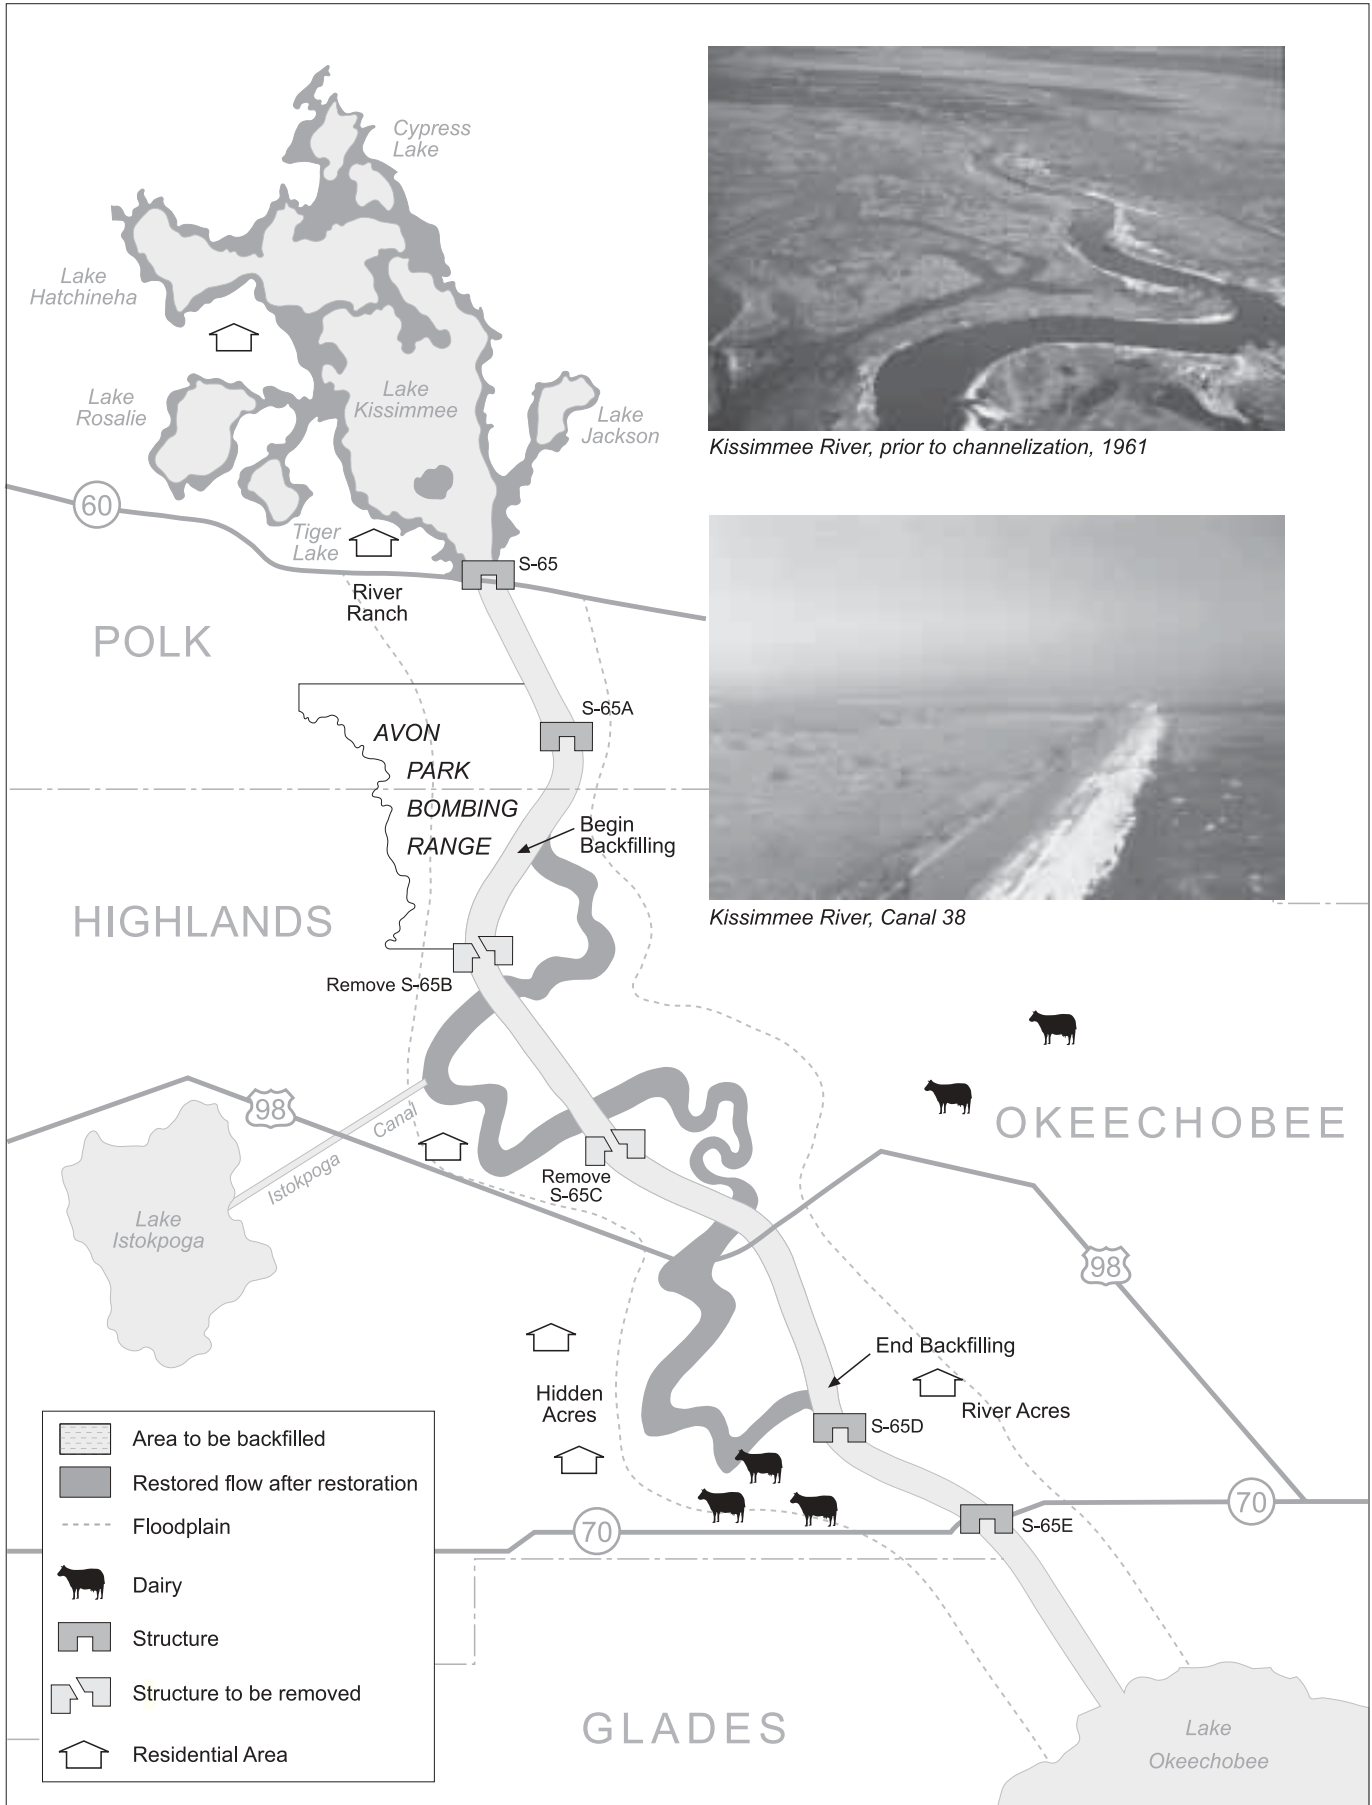 Cypress
Lake
Lake
Hatchineha
Lake
Rosalie
Lake
Kissimmee
Lake
Jackson
Kissimmee River, prior to channelization, 1961
60
Tiger
Lake
S-65
River
Ranch
POLK
S-65A
AVON
PARK
BOMBING
RANGE
Begin
Backfilling
HIGHLANDS
Kissimmee River, Canal 38
Remove S-65B
98
Canal
Istokpoga
OKEECHOBEE
Remove
S-65C
Lake
Istokpoga
98
End Backfilling
Hidden
Acres
River Acres
S-65D
70
70
S-65E
Area to be backfilled
Restored flow after restoration
Floodplain
Dairy
Structure
Structure to be removed
Residential Area
GLADES
Lake
Okeechobee